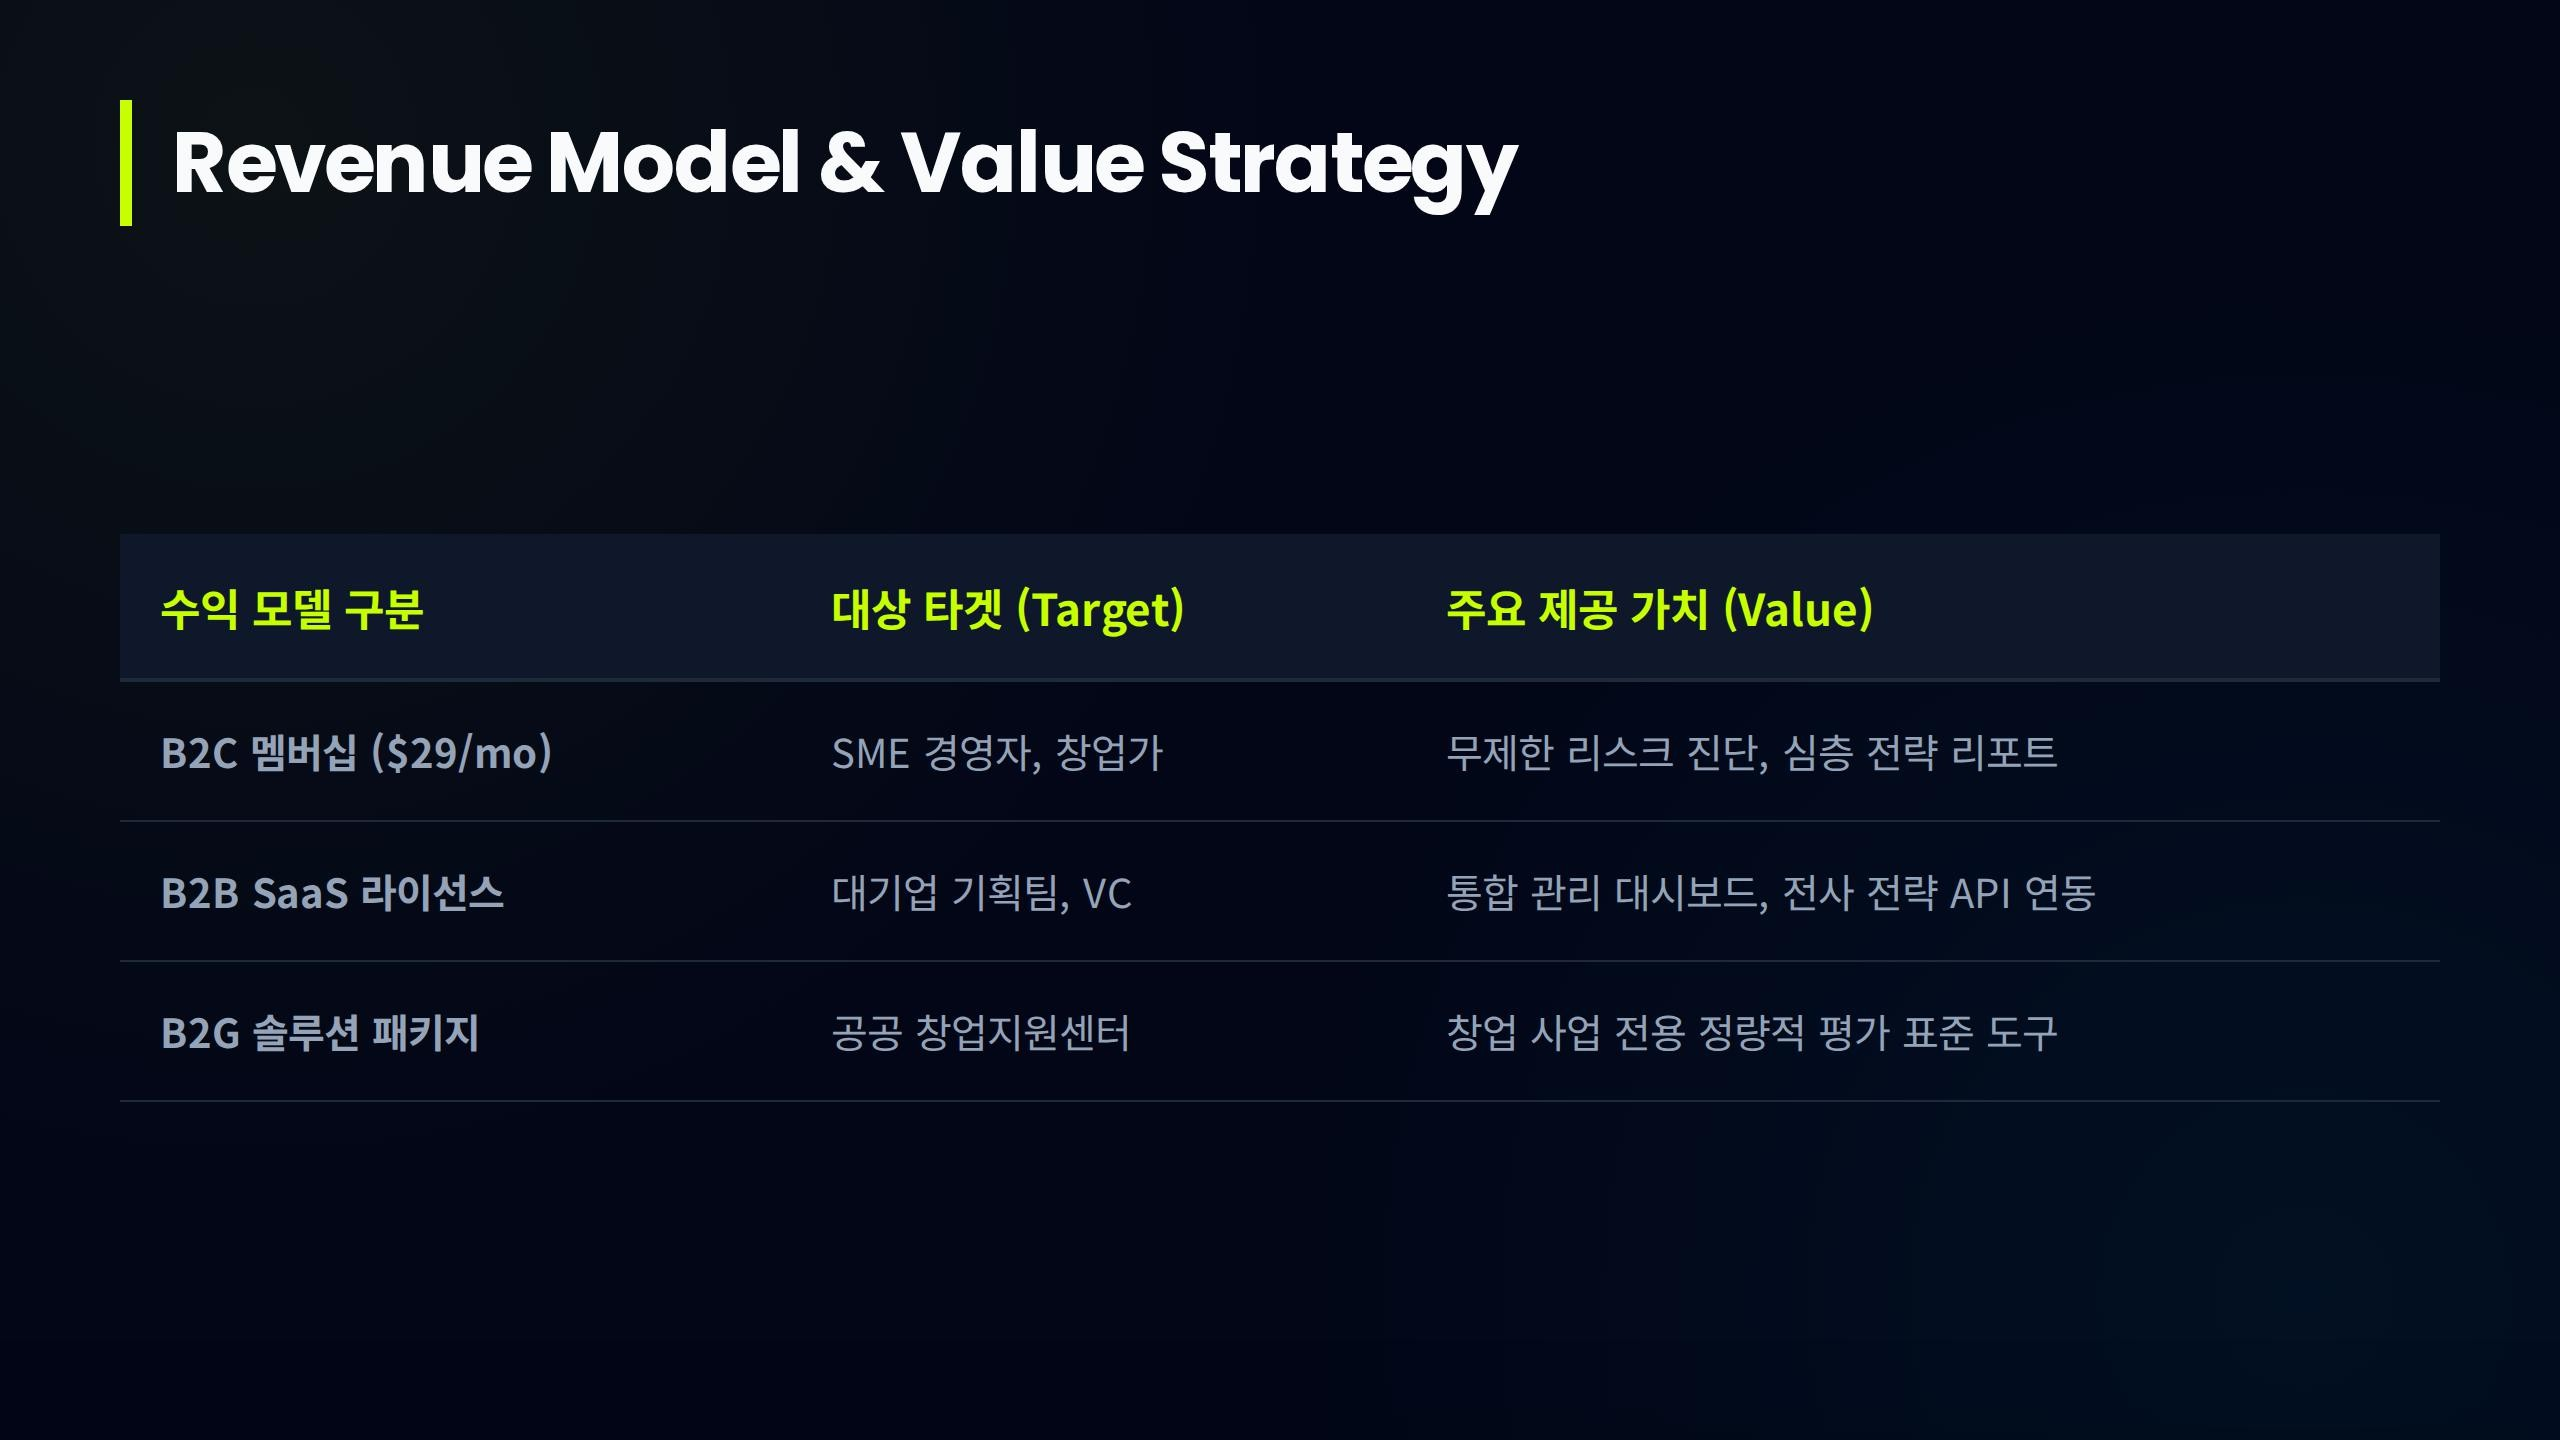 Revenue Model & Value Strategy
수익 모델 구분 대상 타겟 (Target) 주요 제공 가치 (Value)
B2C 멤버십 ($29/mo) SME 경영자, 창업가 무제한 리스크 진단, 심층 전략 리포트
B2B SaaS 라이선스 대기업 기획팀, VC 통합 관리 대시보드, 전사 전략 API 연동
B2G 솔루션 패키지 공공 창업지원센터 창업 사업 전용 정량적 평가 표준 도구